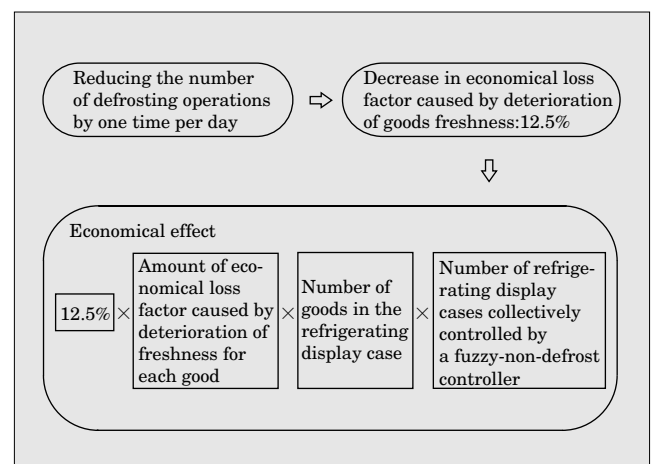 Reducing the number
of defrosting operations
by one time per day
Decrease in economical loss
factor caused by deterioration
of goods freshness:12.5%
Economical effect
12.5%
×
Amount of eco-
nomical loss
factor caused by
deterioration of
freshness for
each good
×
Number of
goods in the
refrigerating
display case
×
Number of refrige-
rating display
cases collectively
controlled by
a fuzzy-non-defrost
controller